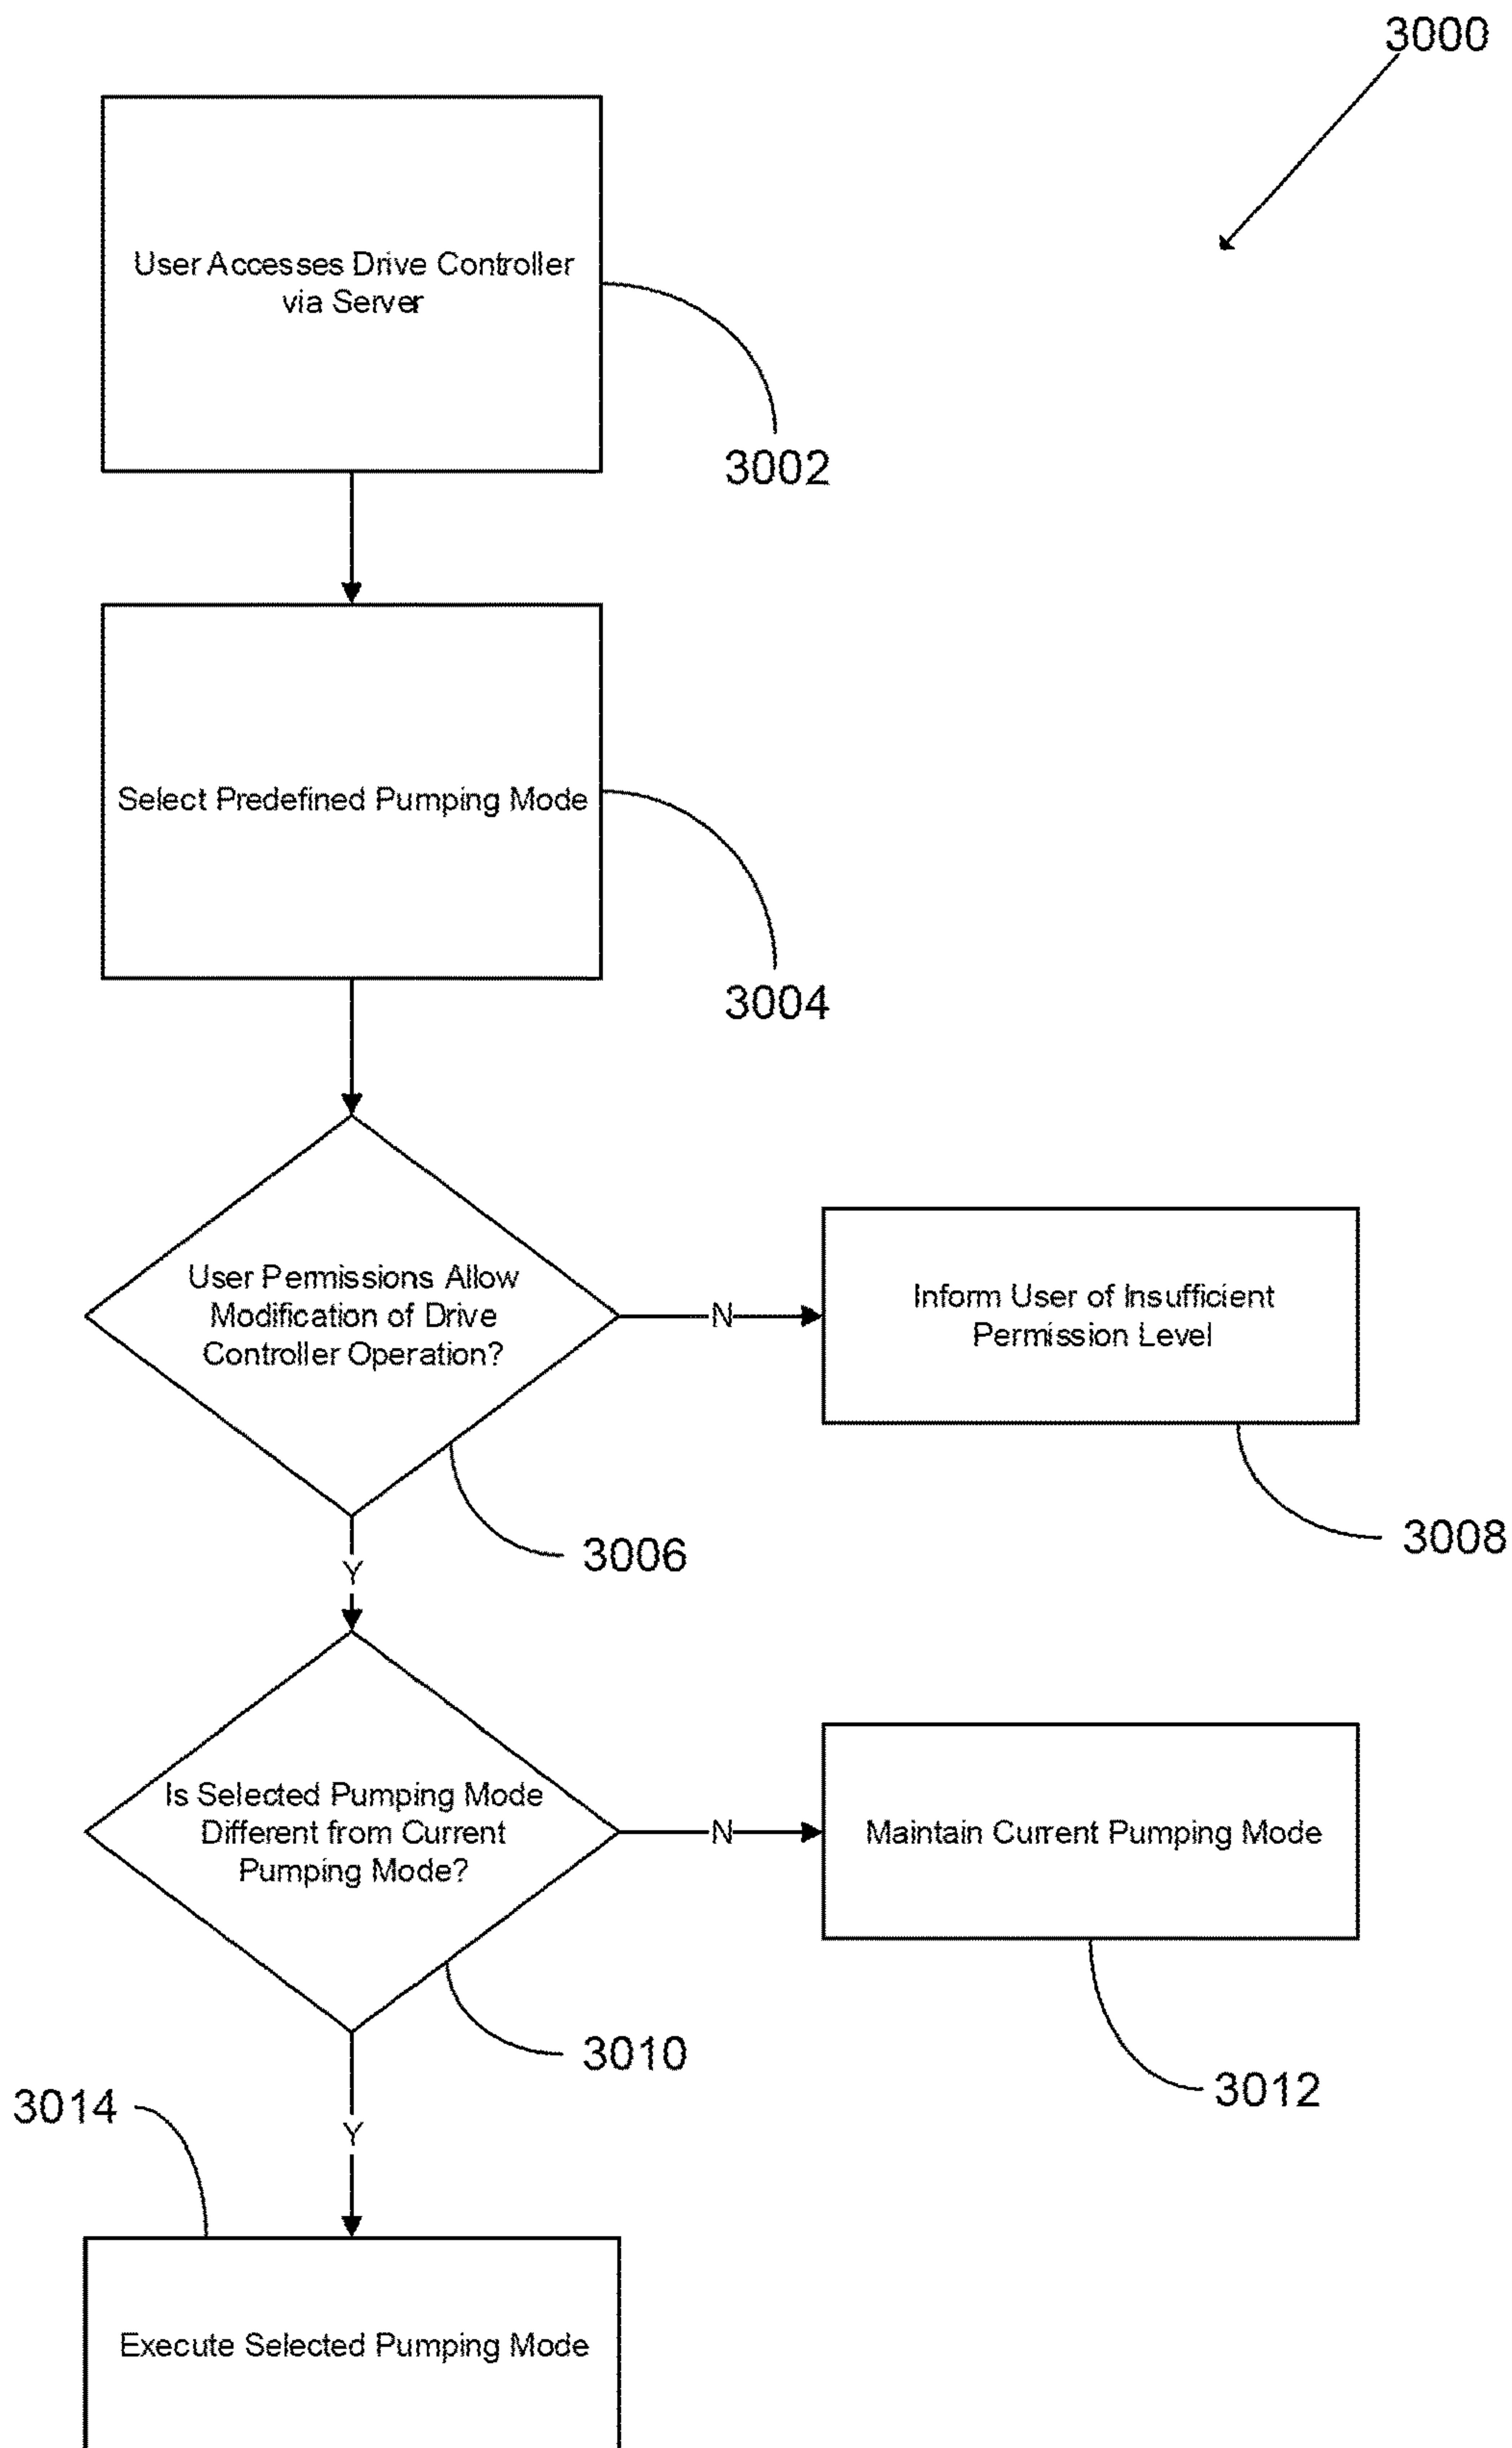 3000
User Accesses Drive Controller
via Server
3002
Select Predefined Pumping Mode
3004
User Permissions Allow
Modification of Drive
Controller Operation?
N
Inform User of Insufficient
Permission Level
3006
3008
Y
Is Selected Pumping Mode
Different from Current
Pumping Mode?
N
Maintain Current Pumping Mode
3010
3012
3014
Y
Execute Selected Pumping Mode